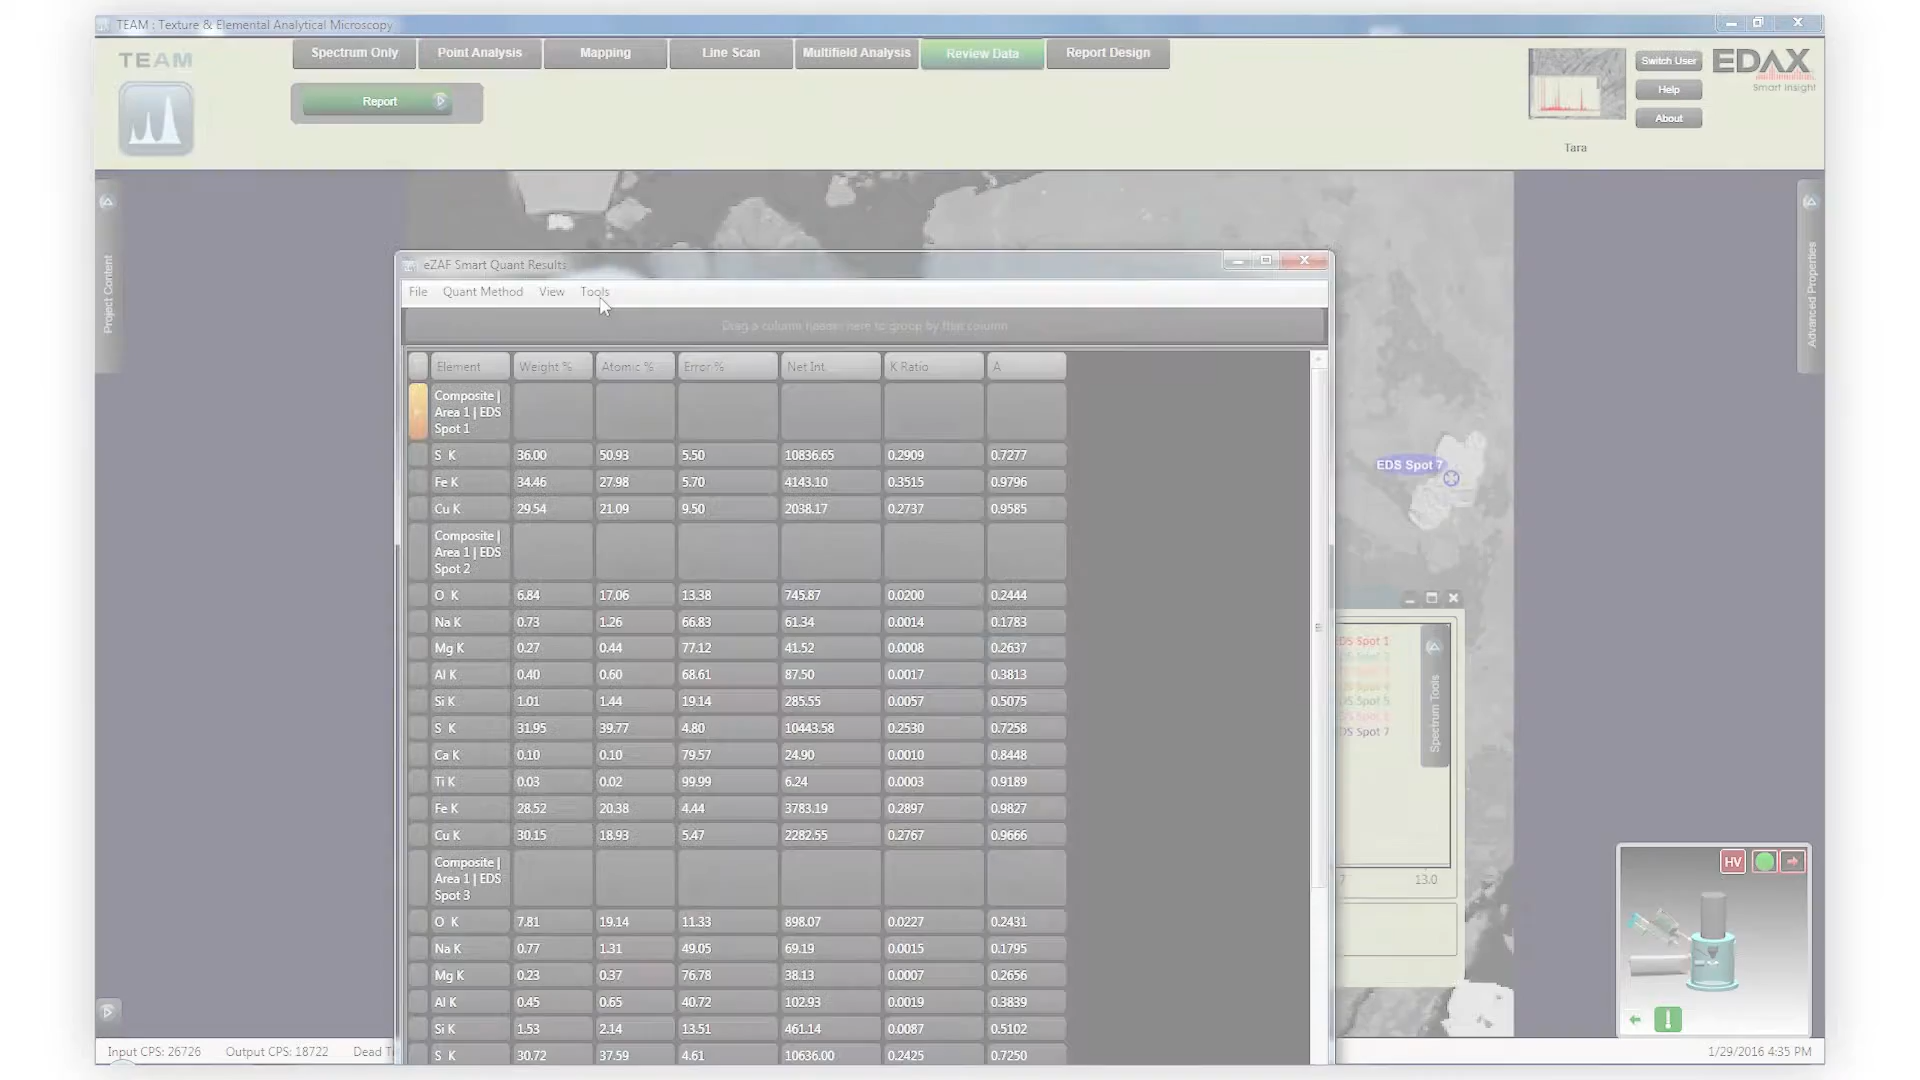 TEAM : Texture & Elemental Analytical Microscopy
TEAM
Spectrum Only Point Analysis Mapping Line Scan Multifield Analysis Review Data Report Design
Report
Switch User
Help
About
EDAX
Smart Insight
Tara
Project Content
Advanced Properties
eZAF Smart Quant Results
File Quant Method View Tools
Drag a column header here to group by that column
Element Weight % Atomic % Error % Net Int. K Ratio A
Composite |
Area 1 | EDS
Spot 1
S K 36.00 50.93 5.50 10836.65 0.2909 0.7277
Fe K 34.46 27.98 5.70 4143.10 0.3515 0.9796
Cu K 29.54 21.09 9.50 2038.17 0.2737 0.9585
Composite |
Area 1 | EDS
Spot 2
O K 6.84 17.06 13.38 745.87 0.0200 0.2444
Na K 0.73 1.26 66.83 61.34 0.0014 0.1783
Mg K 0.27 0.44 77.12 41.52 0.0008 0.2637
Al K 0.40 0.60 68.61 87.50 0.0017 0.3813
Si K 1.01 1.44 19.14 285.55 0.0057 0.5075
S K 31.95 39.77 4.80 10443.58 0.2530 0.7258
Ca K 0.10 0.10 79.57 24.90 0.0010 0.8448
Ti K 0.03 0.02 99.99 6.24 0.0003 0.9189
Fe K 28.52 20.38 4.44 3783.19 0.2897 0.9827
Cu K 30.15 18.93 5.47 2282.55 0.2767 0.9666
Composite |
Area 1 | EDS
Spot 3
O K 7.81 19.14 11.33 898.07 0.0227 0.2431
Na K 0.77 1.31 49.05 69.19 0.0015 0.1795
Mg K 0.23 0.37 76.78 38.13 0.0007 0.2656
Al K 0.45 0.65 40.72 102.93 0.0019 0.3839
Si K 1.53 2.14 13.51 461.14 0.0087 0.5102
S K 30.72 37.59 4.61 10636.00 0.2425 0.7250
EDS Spot 7
EDS Spot 1
DS Spot 5
DS Spot 7
Spectrum Tools
7 13.0
HV
Input CPS: 26726 Output CPS: 18722 Dead T
1/29/2016 4:35 PM